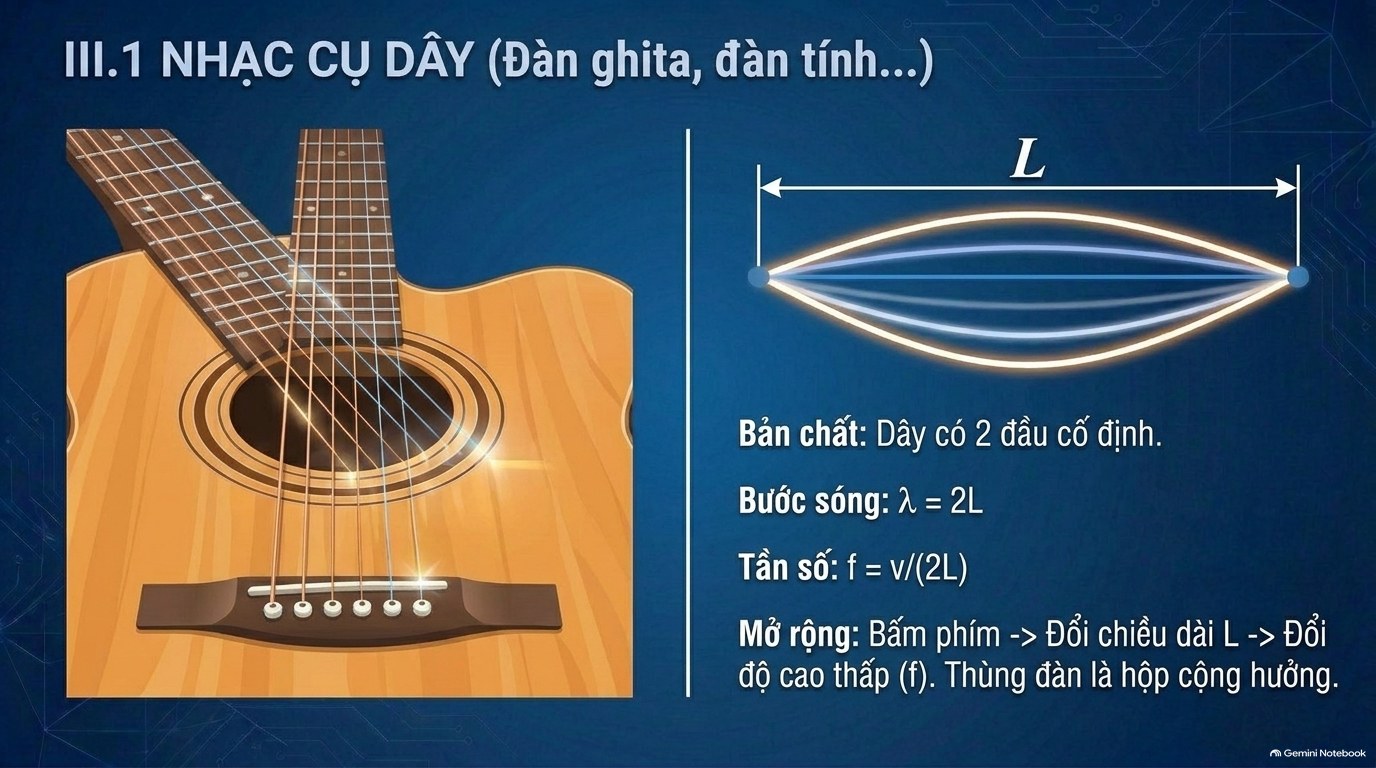 III.1 NHẠC CỤ DÂY (Đàn ghita, đàn tính...)
L
Bản chất: Dây có 2 đầu cố định.
Bước sóng: λ = 2L
Tần số: f = v/(2L)
Mở rộng: Bấm phím -> Đổi chiều dài L -> Đổi
độ cao thấp (f). Thùng đàn là hộp cộng hưởng.
Gemini Notebook